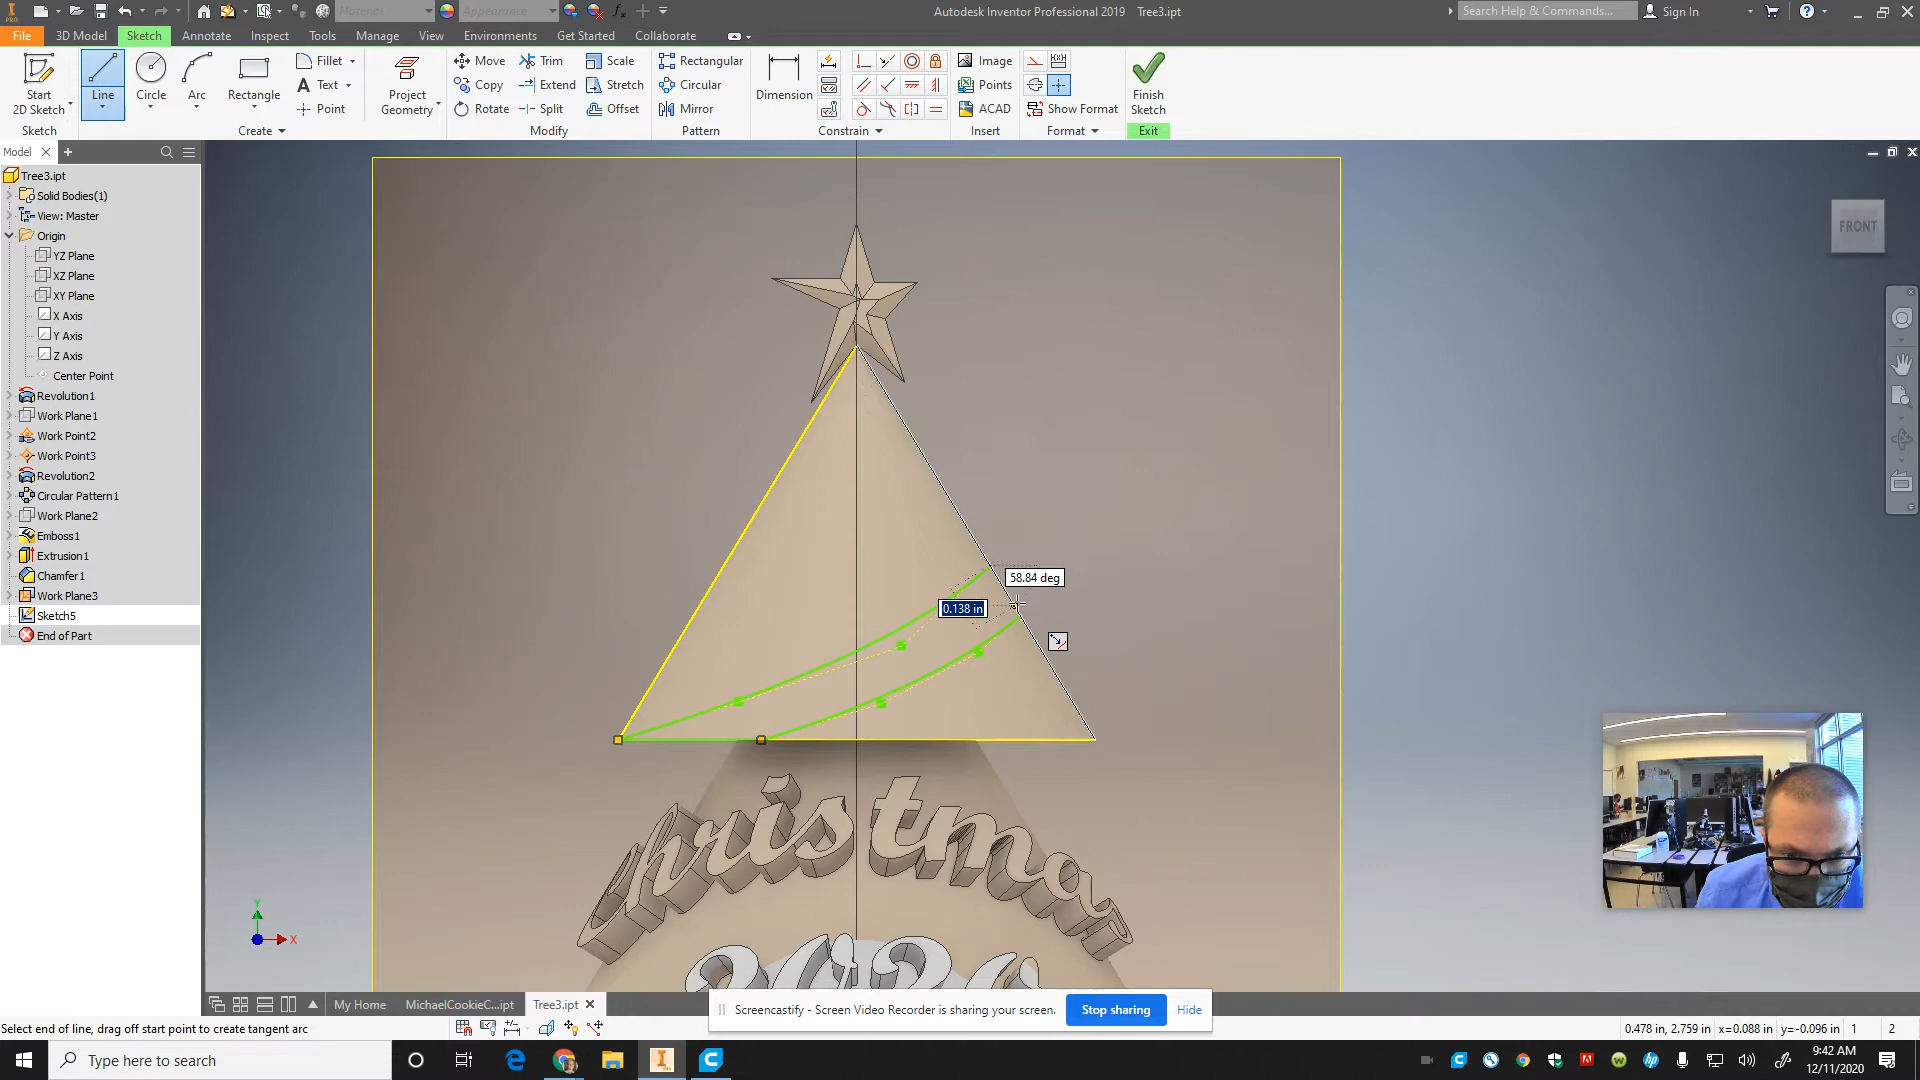 Material
Appearance
Autodesk Inventor Professional 2019 Tree3.ipt
Search Help & Commands...
Sign In
PRO
File
3D Model
Sketch
Annotate
Inspect
Tools
Manage
View
Environments
Get Started
Collaborate
Start
2D Sketch
Line
Circle
Arc
Rectangle
Fillet
Text
Point
Project
Geometry
Move
Copy
Rotate
Trim
Extend
Split
Scale
Stretch
Offset
Rectangular
Circular
Mirror
Dimension
Image
Points
ACAD
Show Format
Finish
Sketch
Sketch
Create
Modify
Pattern
Constrain
Insert
Format
Exit
Model
Tree3.ipt
Solid Bodies(1)
View: Master
Origin
YZ Plane
XZ Plane
XY Plane
X Axis
Y Axis
Z Axis
Center Point
Revolution1
Work Plane1
Work Point2
Work Point3
Revolution2
Circular Pattern1
Work Plane2
Emboss1
Extrusion1
Chamfer1
Work Plane3
Sketch5
End of Part
FRONT
58.84 deg
0.138 in
Christmas
2020
Y
X
My Home
MichaelCookieC...ipt
Tree3.ipt
Screencastify - Screen Video Recorder is sharing your screen.
Stop sharing
Hide
Select end of line, drag off start point to create tangent arc
0.478 in, 2.759 in x=0.088 in y=-0.096 in 1 2
Type here to search
9:42 AM
12/11/2020